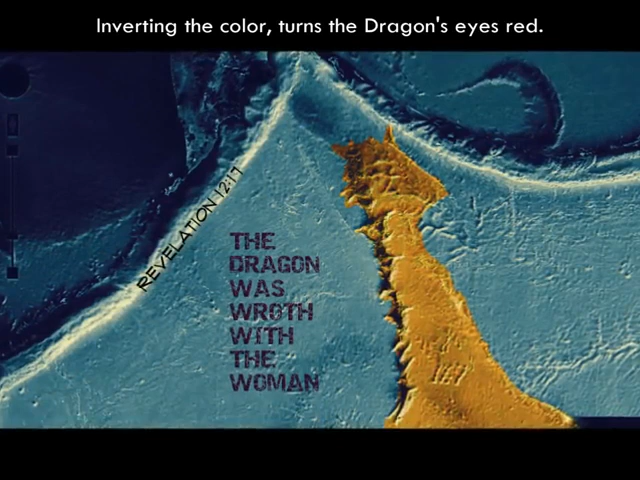 Inverting the color, turns the Dragon's eyes red.
REVELATION 12:17
THE
DRAGON
WAS
WROTH
WITH
THE
WOMAN